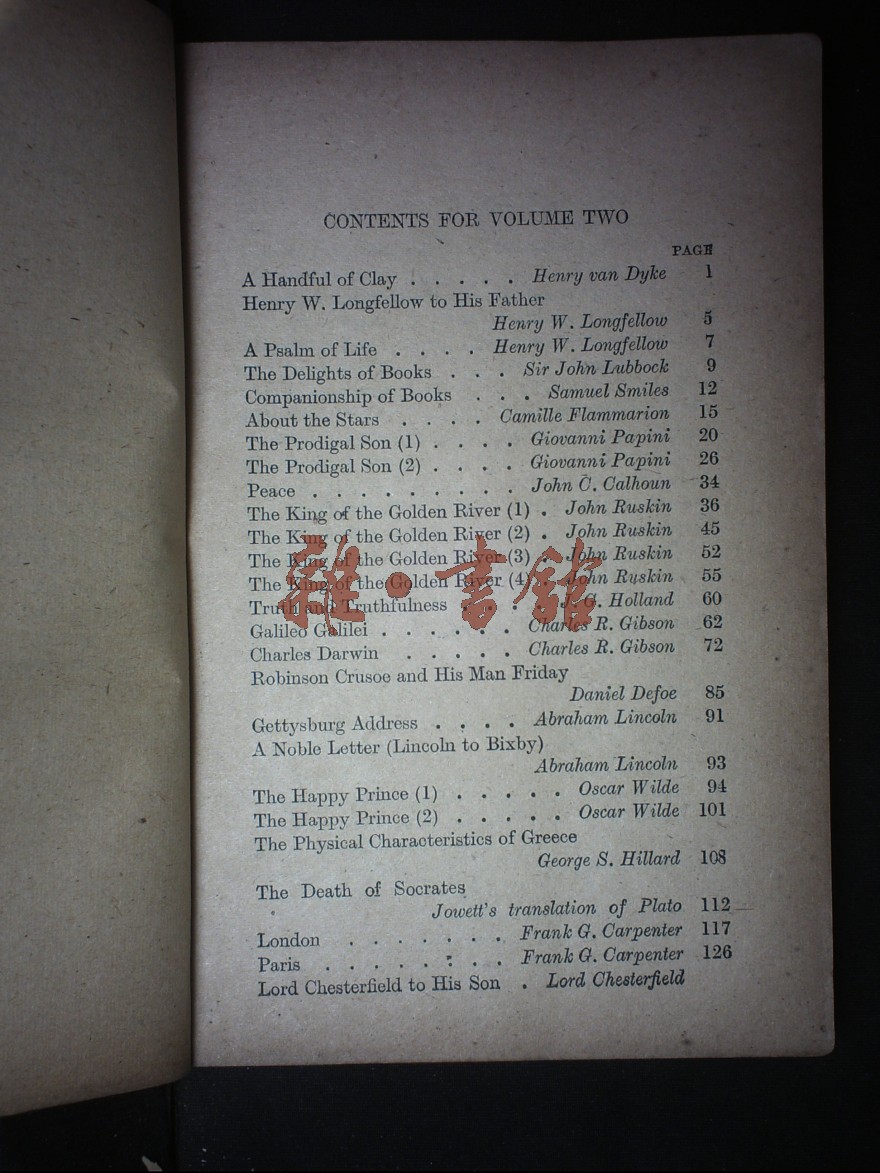 CONTENTS FOR VOLUME TWO
PAGE
A Handful of Clay . . . . . Henry van Dyke 1
Henry W. Longfellow to His Father
Henry W. Longfellow 5
A Psalm of Life . . . . Henry W. Longfellow 7
The Delights of Books . . . Sir John Lubbock 9
Companionship of Books . . . Samuel Smiles 12
About the Stars . . . . Camille Flammarion 15
The Prodigal Son (1) . . . . Giovanni Papini 20
The Prodigal Son (2) . . . . Giovanni Papini 26
Peace . . . . . . . . . John C. Calhoun 34
The King of the Golden River (1) . John Ruskin 36
The King of the Golden River (2) . John Ruskin 45
The King of the Golden River (3) . John Ruskin 52
The King of the Golden River (4) . John Ruskin 55
Truth and Truthfulness . . . . J. G. Holland 60
雜·書館
Galileo Galilei . . . . . . Charles R. Gibson 62
Charles Darwin . . . . . Charles R. Gibson 72
Robinson Crusoe and His Man Friday
Daniel Defoe 85
Gettysburg Address . . . . Abraham Lincoln 91
A Noble Letter (Lincoln to Bixby)
Abraham Lincoln 93
The Happy Prince (1) . . . . . Oscar Wilde 94
The Happy Prince (2) . . . . . Oscar Wilde 101
The Physical Characteristics of Greece
George S. Hillard 108
The Death of Socrates
Jowett's translation of Plato 112
London . . . . . . . Frank G. Carpenter 117
Paris . . . . . . . . Frank G. Carpenter 126
Lord Chesterfield to His Son . Lord Chesterfield